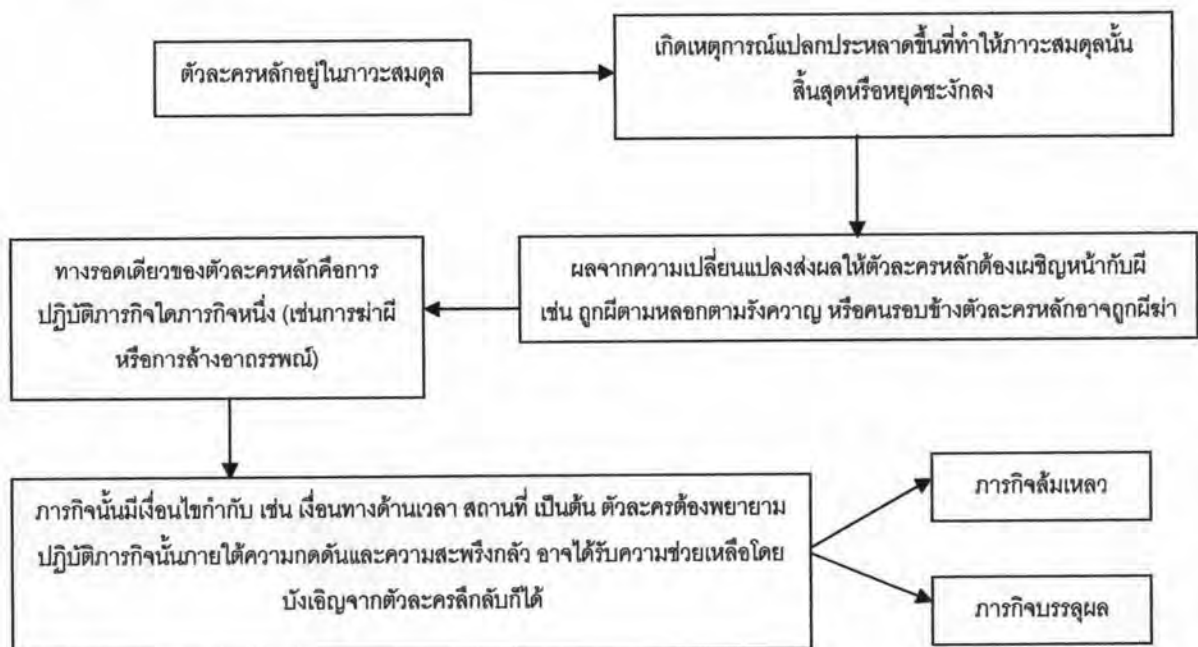 ตัวละครหลักอยู่ในภาวะสมดุล
เกิดเหตุการณ์แปลกประหลาดขึ้นที่ทำให้ภาวะสมดุลนั้น
สิ้นสุดหรือหยุดชะงักลง
ผลจากความเปลี่ยนแปลงส่งผลให้ตัวละครหลักต้องเผชิญหน้ากับผี
เช่น ถูกผีตามหลอกตามรังควาญ หรือคนรอบข้างตัวละครหลักอาจถูกผีฆ่า
ทางรอดเดียวของตัวละครหลักคือการ
ปฏิบัติภารกิจใดภารกิจหนึ่ง (เช่นการฆ่าผี
หรือการล้างอาถรรพณ์)
ภารกิจนั้นมีเงื่อนไขกำกับ เช่น เงื่อนทางด้านเวลา สถานที่ เป็นต้น ตัวละครต้องพยายาม
ปฏิบัติภารกิจนั้นภายใต้ความกดดันและความสะพรึงกลัว อาจได้รับความช่วยเหลือโดย
บังเอิญจากตัวละครลึกลับก็ได้
ภารกิจล้มเหลว
ภารกิจบรรลุผล